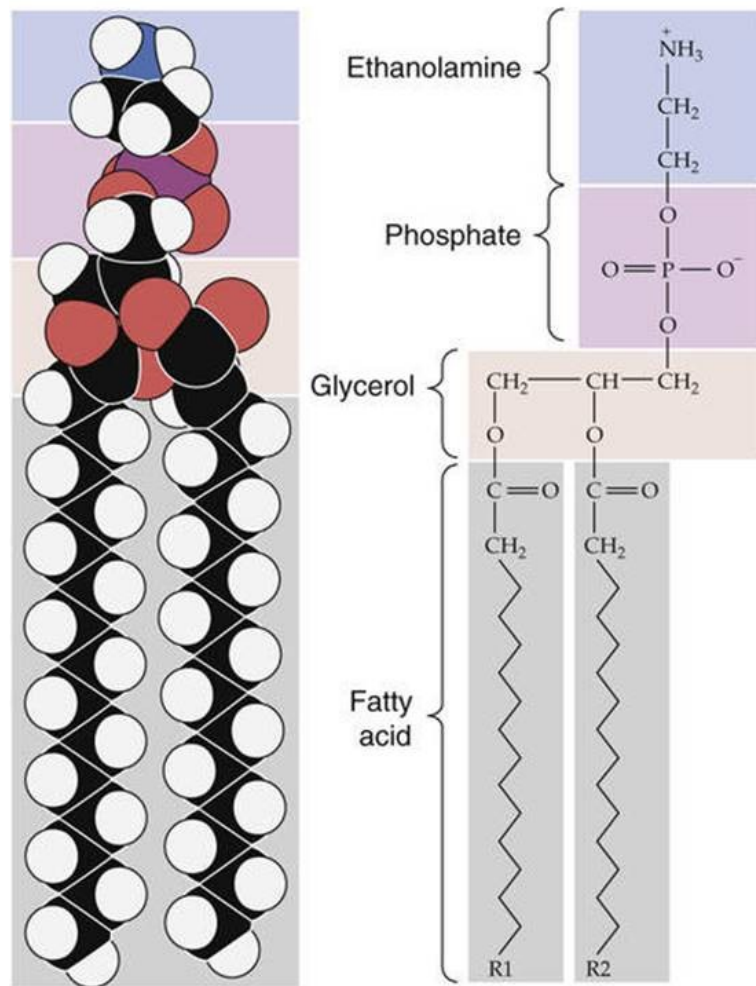 Ethanolamine
+
NH₃
CH₂
CH₂
O
Phosphate
O=P—O⁻
O
Glycerol
CH₂—CH—CH₂
O O
C=O C=O
CH₂ CH₂
Fatty
acid
R1 R2